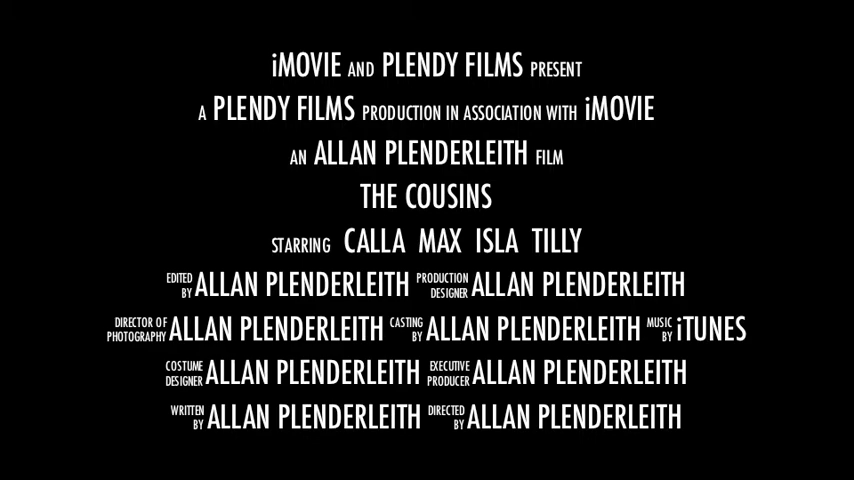 iMOVIE AND PLENDY FILMS PRESENT
A PLENDY FILMS PRODUCTION IN ASSOCIATION WITH iMOVIE
AN ALLAN PLENDERLEITH FILM
THE COUSINS
STARRING CALLA MAX ISLA TILLY
EDITED BY ALLAN PLENDERLEITH PRODUCTION DESIGNER ALLAN PLENDERLEITH
DIRECTOR OF PHOTOGRAPHY ALLAN PLENDERLEITH CASTING BY ALLAN PLENDERLEITH MUSIC BY iTUNES
COSTUME DESIGNER ALLAN PLENDERLEITH EXECUTIVE PRODUCER ALLAN PLENDERLEITH
WRITTEN BY ALLAN PLENDERLEITH DIRECTED BY ALLAN PLENDERLEITH